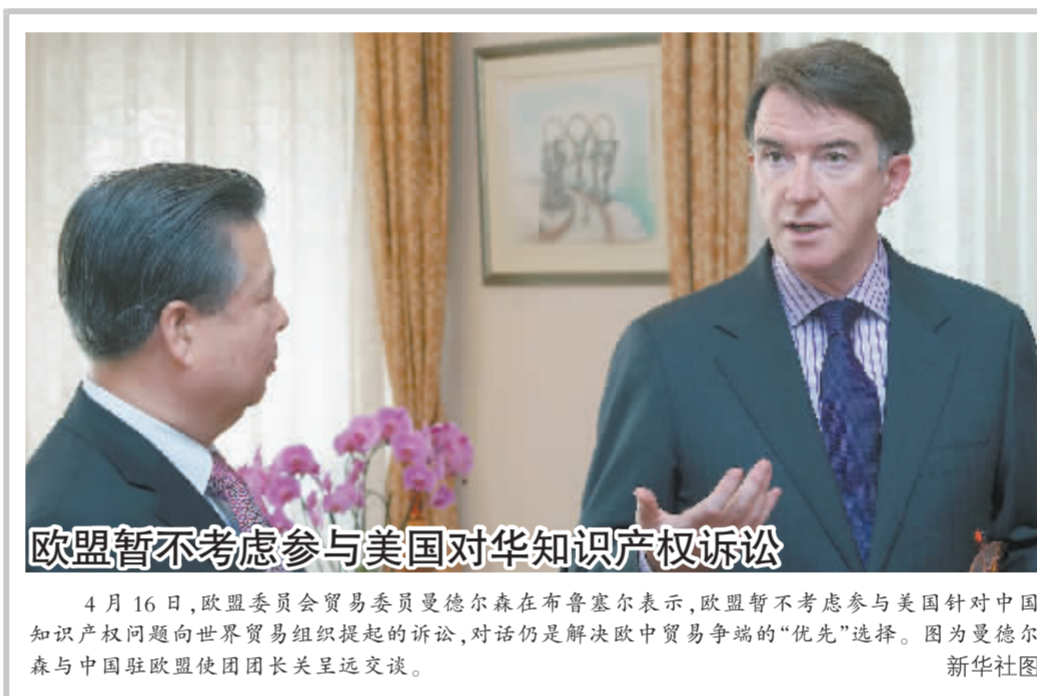 欧盟暂不考虑参与美国对华知识产权诉讼
4月16日,欧盟委员会贸易委员曼德尔森在布鲁塞尔表示,欧盟暂不考虑参与美国针对中国
知识产权问题向世界贸易组织提起的诉讼,对话仍是解决欧中贸易争端的“优先”选择。图为曼德尔
森与中国驻欧盟使团团长关呈远交谈。 新华社图